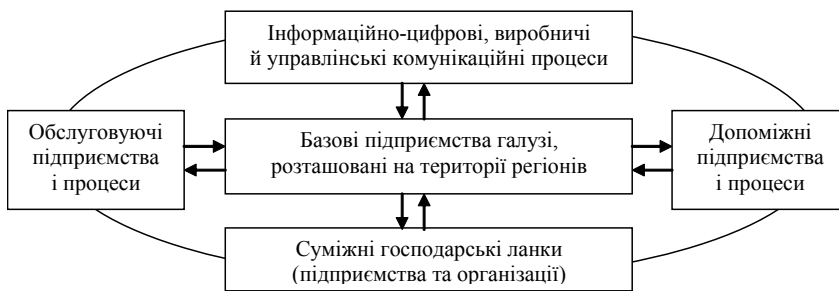 Інформаційно-цифрові, виробничі
й управлінські комунікаційні процеси
Обслуговуючі
підприємства
і процеси
Базові підприємства галузі,
розташовані на території регіонів
Допоміжні
підприємства
і процеси
Суміжні господарські ланки
(підприємства та організації)